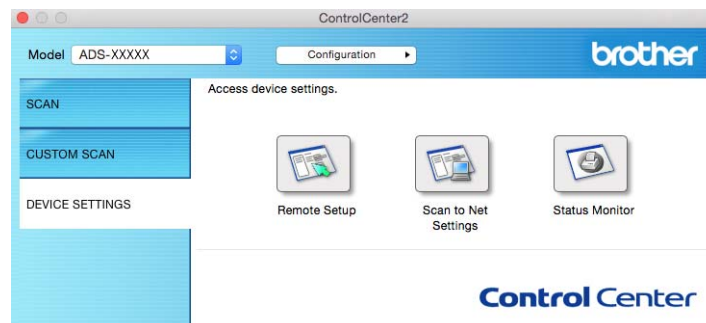 ControlCenter2
Model ADS-XXXXX Configuration brother
SCAN
CUSTOM SCAN
DEVICE SETTINGS
Access device settings.
Remote Setup
Scan to Net
Settings
Status Monitor
Control Center